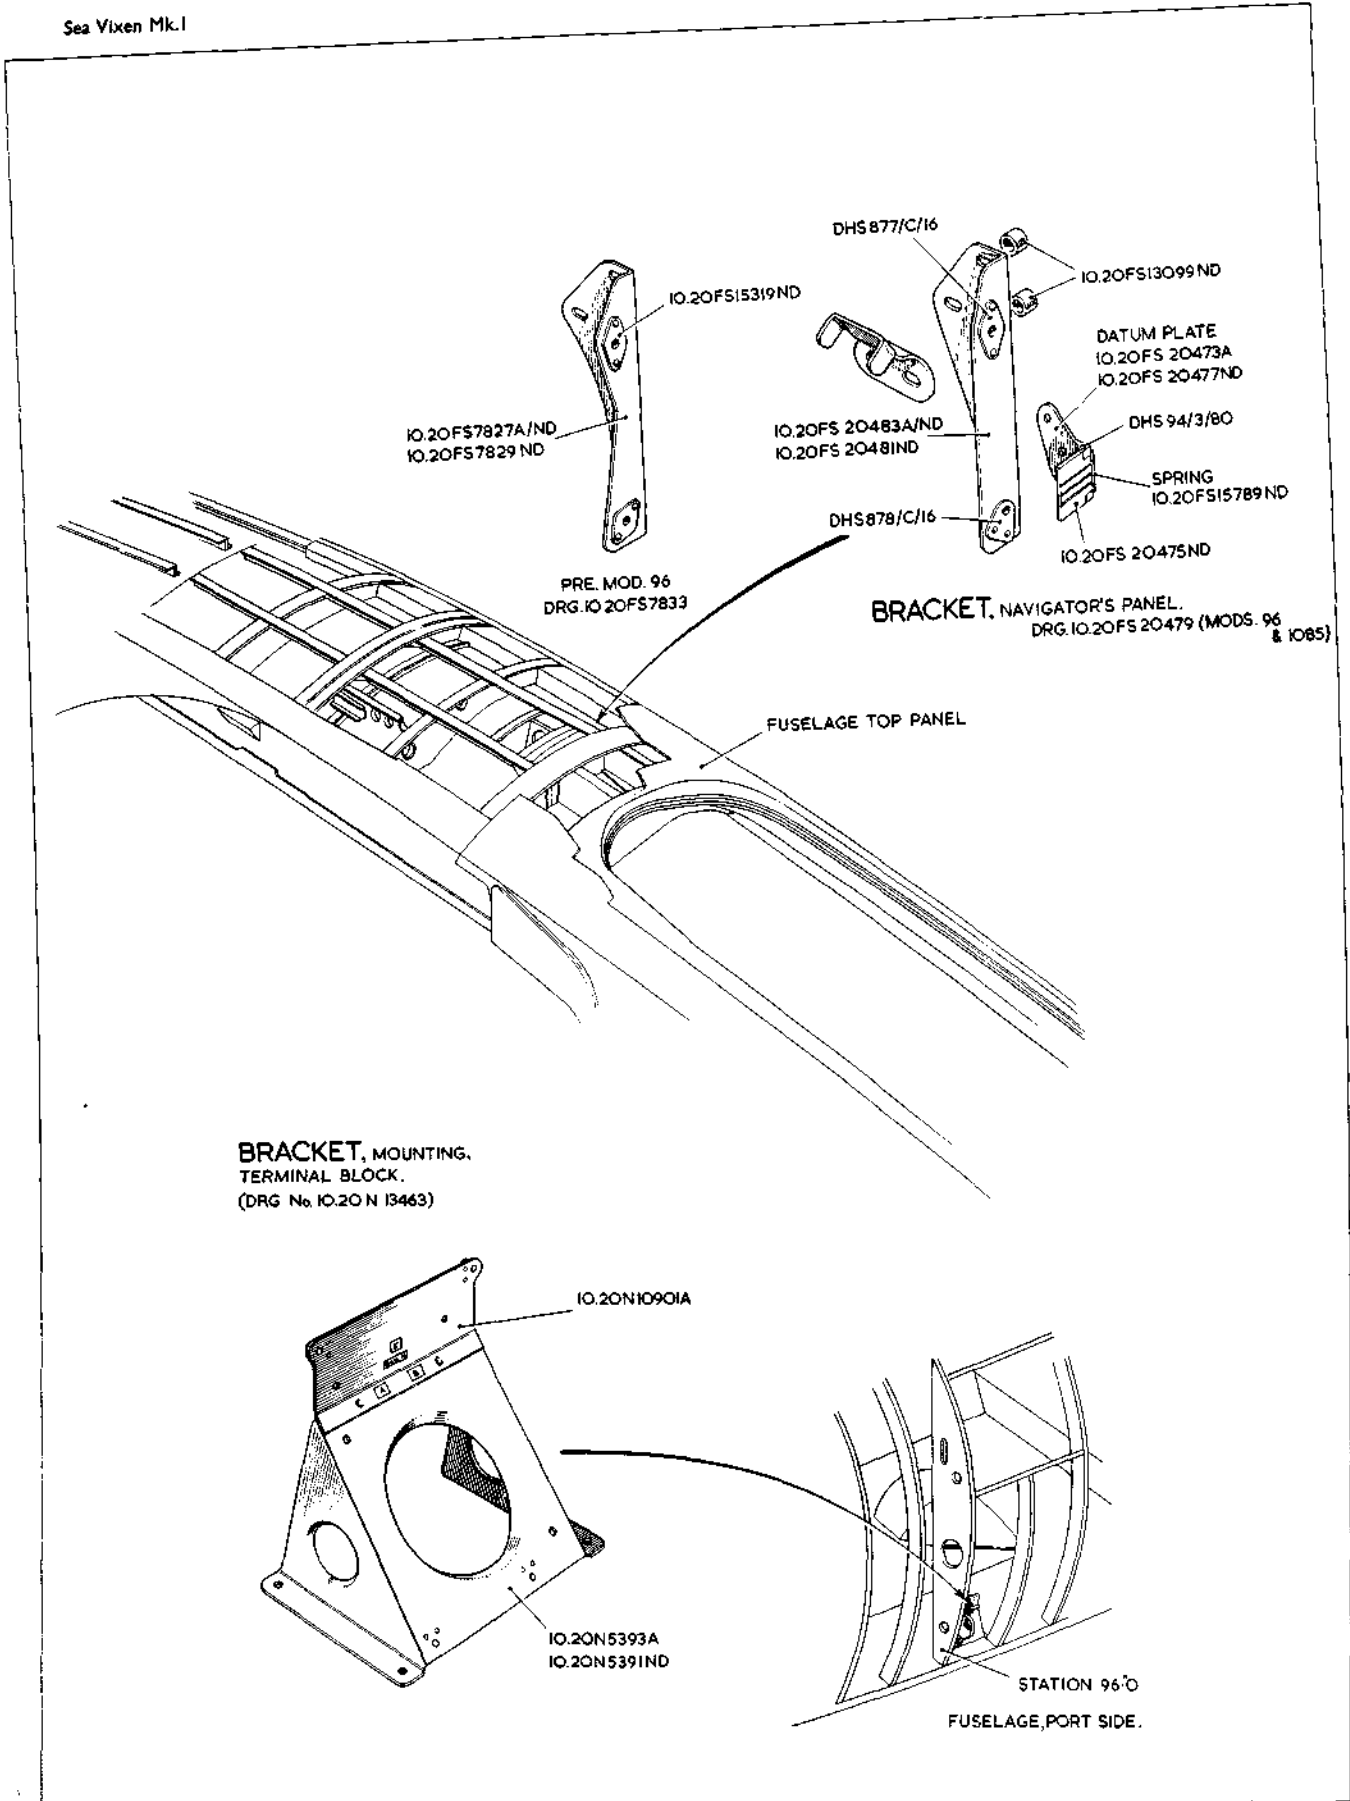 Sea Vixen Mk.1
DHS 877/C/16
10.20FS13099ND
10.20FS15319ND
DATUM PLATE
10.20FS 20473A
10.20FS 20477ND
DHS 94/3/80
10.20FS7827A/ND
10.20FS7829 ND
10.20FS 20483A/ND
10.20FS 20481ND
SPRING
10.20FS15789ND
DHS878/C/16
10.20FS 20475ND
PRE. MOD. 96
DRG.10 20FS7833
BRACKET. NAVIGATOR'S PANEL.
DRG.10.20FS 20479 (MODS. 96
& 1085)
FUSELAGE TOP PANEL
BRACKET, MOUNTING,
TERMINAL BLOCK.
(DRG No. 10.20 N 13463)
10.20N10901A
C A B C
10.20N5393A
10.20N5391ND
STATION 96"0
FUSELAGE, PORT SIDE.